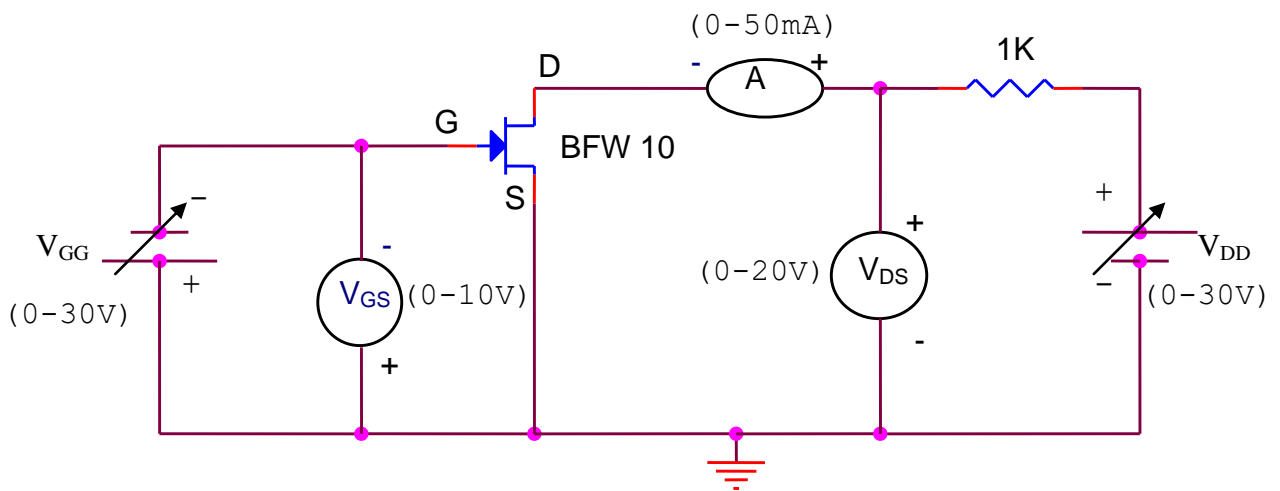 (0-50mA)
- A +
1K
D
G
BFW 10
S
−
V_GG
+
(0-30V)
-
V_GS
(0-10V)
+
+
(0-20V)
V_DS
-
+
V_DD
−
(0-30V)